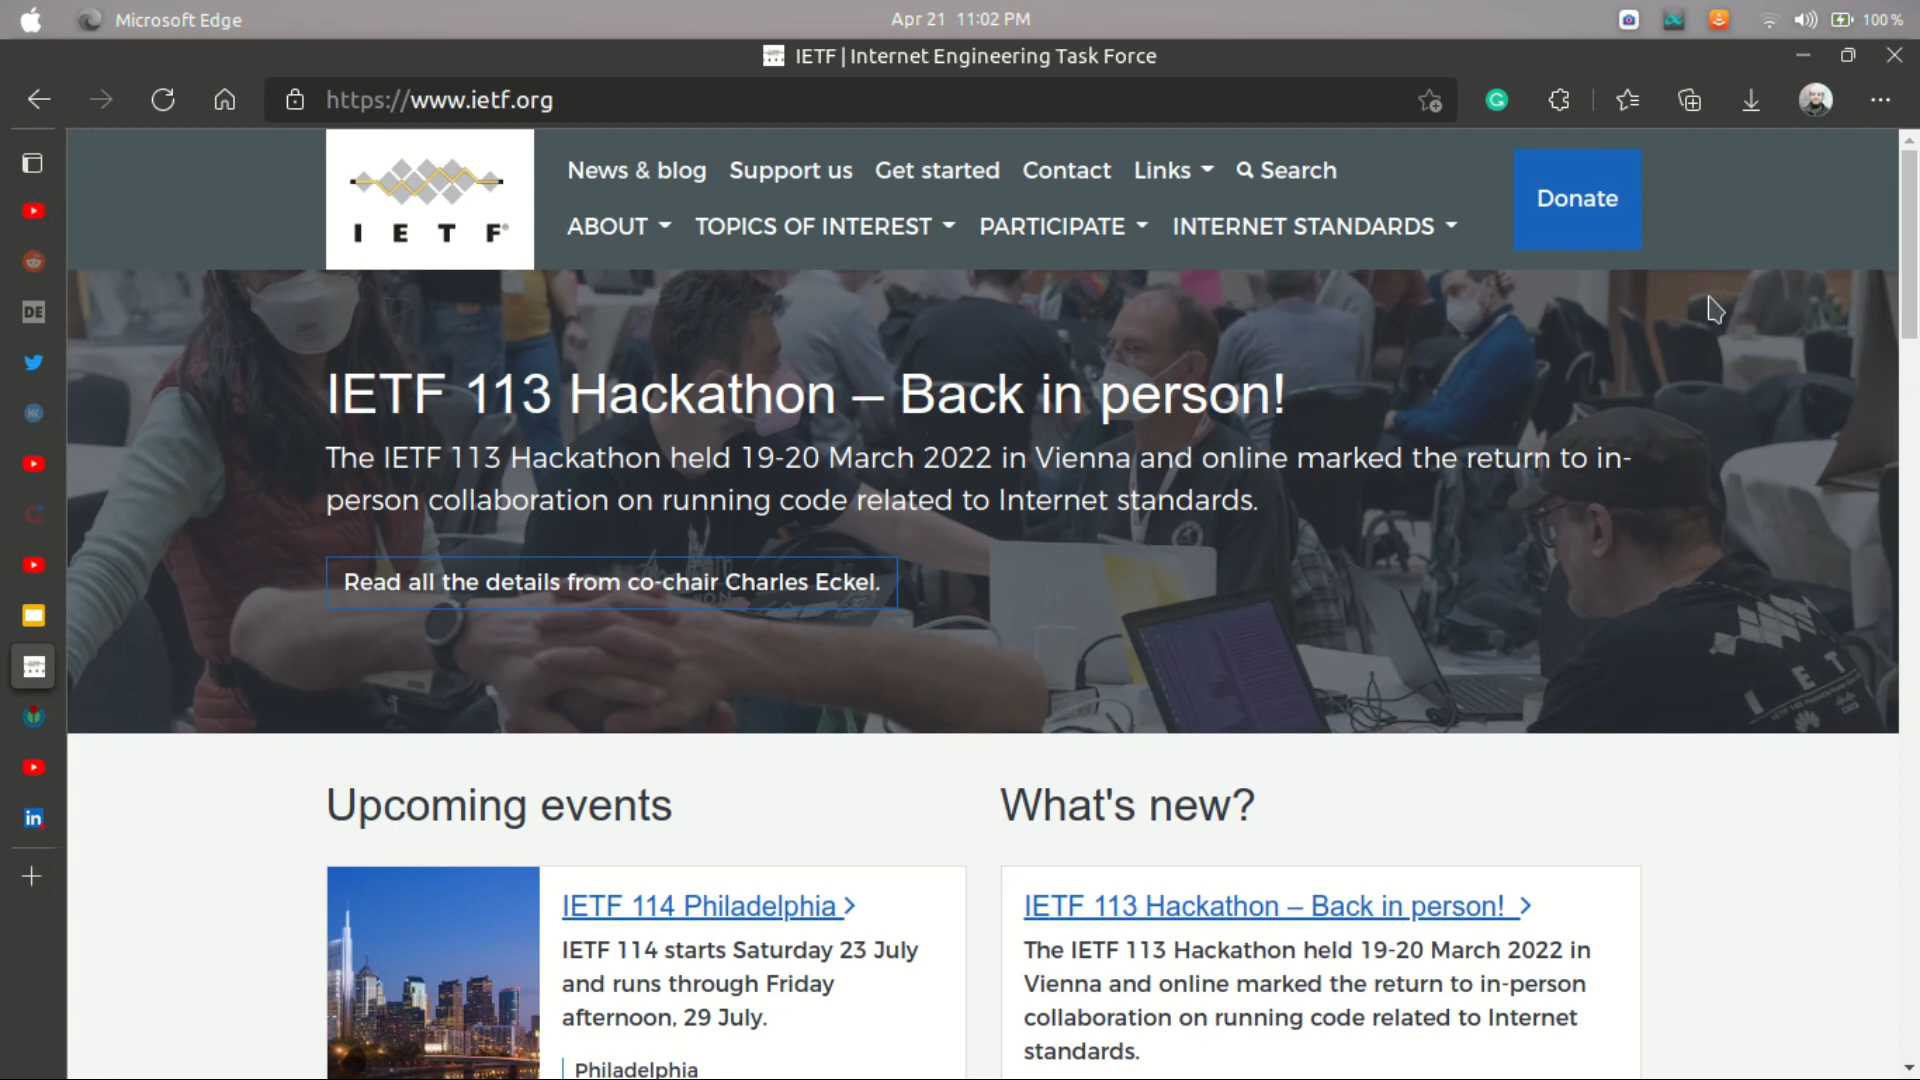 Microsoft Edge
Apr 21 11:02 PM
100 %
IETF | Internet Engineering Task Force
https://www.ietf.org
News & blog Support us Get started Contact Links Search
I E T F®
ABOUT TOPICS OF INTEREST PARTICIPATE INTERNET STANDARDS
Donate
DE
in
IETF 113 Hackathon – Back in person!
The IETF 113 Hackathon held 19-20 March 2022 in Vienna and online marked the return to in-
person collaboration on running code related to Internet standards.
Read all the details from co-chair Charles Eckel.
I E T
Upcoming events
IETF 114 Philadelphia
IETF 114 starts Saturday 23 July
and runs through Friday
afternoon, 29 July.
Philadelphia
What's new?
IETF 113 Hackathon – Back in person!
The IETF 113 Hackathon held 19-20 March 2022 in
Vienna and online marked the return to in-person
collaboration on running code related to Internet
standards.